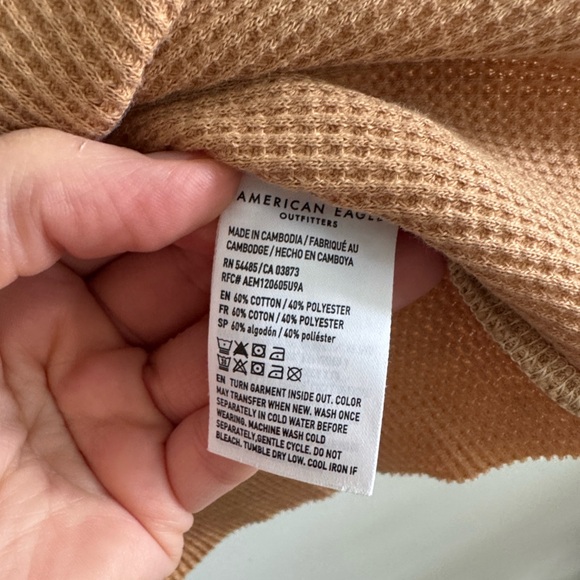 AMERICAN EAGLE
OUTFITTERS
MADE IN CAMBODIA / FABRIQUÉ AU
CAMBODGE / HECHO EN CAMBOYA
RN 54485/CA 03873
RFC# AEM120605U9A
EN 60% COTTON / 40% POLYESTER
FR 60% COTON / 40% POLYESTER
SP 60% algodón / 40% poliéster
EN TURN GARMENT INSIDE OUT. COLOR
MAY TRANSFER WHEN NEW. WASH ONCE
SEPARATELY IN COLD WATER BEFORE
WEARING. MACHINE WASH COLD
SEPARATELY,GENTLE CYCLE. DO NOT
BLEACH. TUMBLE DRY LOW. COOL IRON IF